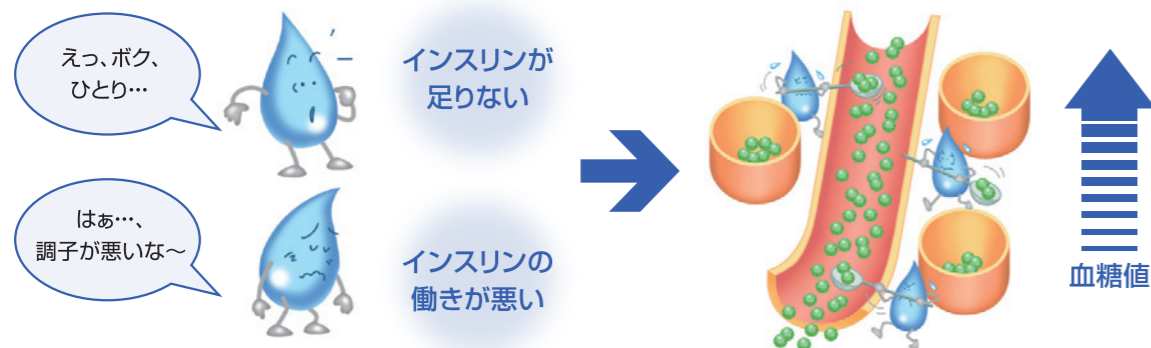 えっ、ボク、
ひとり…
インスリンが
足りない
はぁ…、
調子が悪いな～
インスリンの
働きが悪い
血糖値